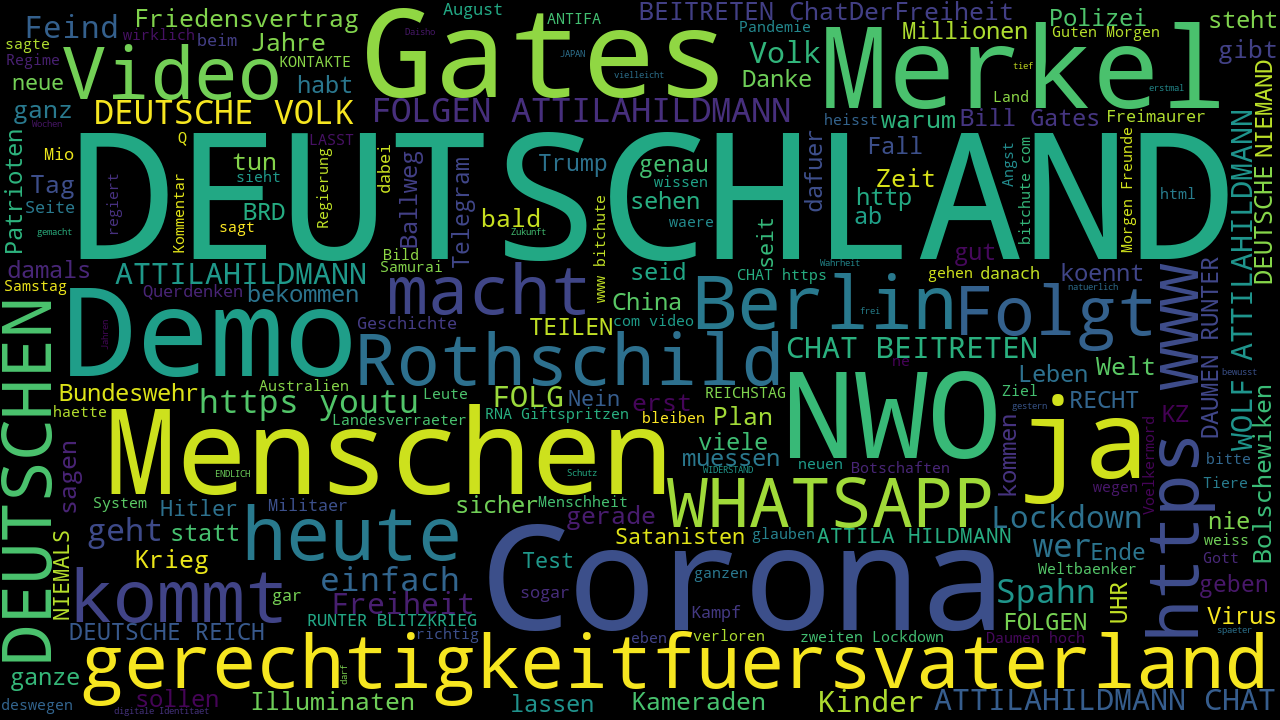 Feind
wirklich
Friedensvertrag
August
ANTIFA
BEITRETEN ChatDerFreiheit
Polizei
steht
sagte
Regime
beim
Jahre
KONTAKTE
Video
Gates
Daisho
JAPAN
Pandemie
Volk
Millionen
Guten Morgen
gibt
neue
habt
vielleicht
Danke
Merkel
tief
Land
erstmal
ganz
Wochen
DEUTSCHE VOLK
FOLGEN ATTILAHILDMANN
heisst
warum
Bill Gates
Freimaurer
NIEMAND
Patrioten
Mio
Q
LASST
dabei
Trump
genau
wissen
dafuer
Fall
Zeit
Angst
Morgen Freunde
Tag
Seite
gemacht
regiert
Kommentar
tun
sieht
BRD
sagt
Regierung
Ballweg
Telegram
bald
Zukunft
sehen
waere
http
ab
bitchute com
html
DEUTSCHLAND
damals
Samstag
ATTILAHILDMANN
Querdenken
bekommen
Bild
Samurai
Geschichte
macht
www bitchute
seid
seit
China
com video
CHAT https
Wahrheit
gut
gehen
danach
koennt
natuerlich
DEUTSCHE
WOLF ATTILAHILDMANN
Jahren
Demo
TEILEN
Berlin
frei
Folgt
www
DAUMEN RUNTER
Rothschild
CHAT BEITRETEN
ne
Welt
bewusst
Bundeswehr
haette
Australien
https youtu
Leute
Landesverraeter
FOLG
RNA Giftspritzen
Nein
erst
bleiben
REICHSTAG
Plan
Ziel
gestern
Leben
RECHT
KZ
DEUTSCHEN
sagen
Menschen
ENDLICH
Schutz
viele
muessen
WIDERSTAND
NWO
neuen
Botschaften
kommen
ja
wegen
Voelkermord
bitte
Tiere
Bolschewiken
System
Hitler
Militaer
sicher
Menschheit
gerade
WHATSAPP
Lockdown
nie
weiss
geht
statt
heute
Satanisten
glauben
ATTILA HILDMANN
wer
Ende
Weltbaenker
Gott
https
NIEMALS
Krieg
kommt
gar
einfach
Freiheit
Test
sogar
Corona
ganzen
Kampf
Spahn
UHR
geben
Virus
spaeter
RUNTER BLITZKRIEG
DEUTSCHE REICH
richtig
eben
verloren
zweiten Lockdown
FOLGEN
Daumen hoch
ganze
gerechtigkeitfuersvaterland
darf
deswegen
digitale Identitaet
sollen
Illuminaten
lassen
Kameraden
Kinder
ATTILAHILDMANN CHAT